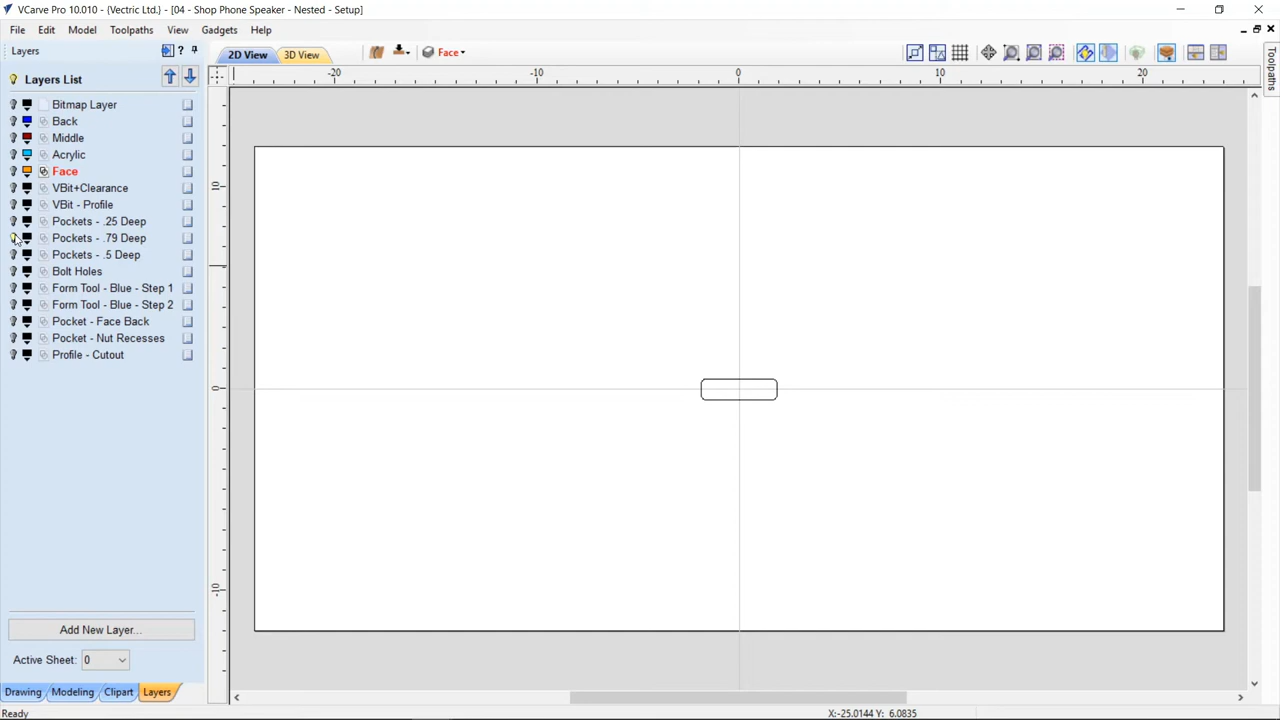 VCarve Pro 10.010 - {Vectric Ltd.} - [04 - Shop Phone Speaker - Nested - Setup]
File Edit Model Toolpaths View Gadgets Help
Layers ?
2D View 3D View Face
Layers List
-20 -10 0 10 20
Bitmap Layer
Back
Middle
Acrylic
Face
VBit+Clearance
VBit - Profile
Pockets - .25 Deep
Pockets - .79 Deep
Pockets - .5 Deep
Bolt Holes
Form Tool - Blue - Step 1
Form Tool - Blue - Step 2
Pocket - Face Back
Pocket - Nut Recesses
Profile - Cutout
10
0
-10
Toolpaths
Add New Layer...
Active Sheet: 0
Drawing Modeling Clipart Layers
Ready X:-25.0144 Y: 6.0835